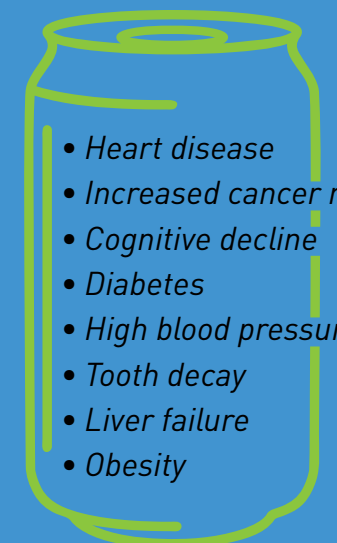 • Heart disease
• Increased cancer
• Cognitive decline
• Diabetes
• High blood
• Tooth decay
• Liver failure
• Obesity